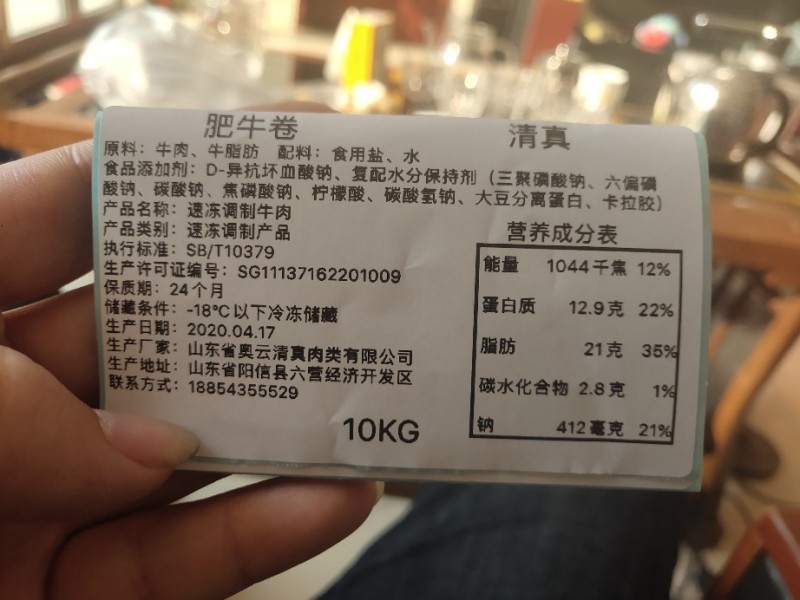 肥牛卷
清真
原料：牛肉、牛脂肪 配料：食用盐、水
食品添加剂：D-异抗坏血酸钠、复配水分保持剂（三聚磷酸钠、六偏磷
酸钠、碳酸钠、焦磷酸钠、柠檬酸、碳酸氢钠、大豆分离蛋白、卡拉胶）
产品名称：速冻调制牛肉
产品类别：速冻调制产品
执行标准：SB/T10379
生产许可证编号：SG11137162201009
保质期：24个月
储藏条件：-18℃以下冷冻储藏
生产日期：2020.04.17
生产厂家：山东省奥云清真肉类有限公司
生产地址：山东省阳信县六营经济开发区
联系方式：18854355529
10KG
营养成分表
能量 1044千焦 12%
蛋白质 12.9克 22%
脂肪 21克 35%
碳水化合物 2.8克 1%
钠 412毫克 21%